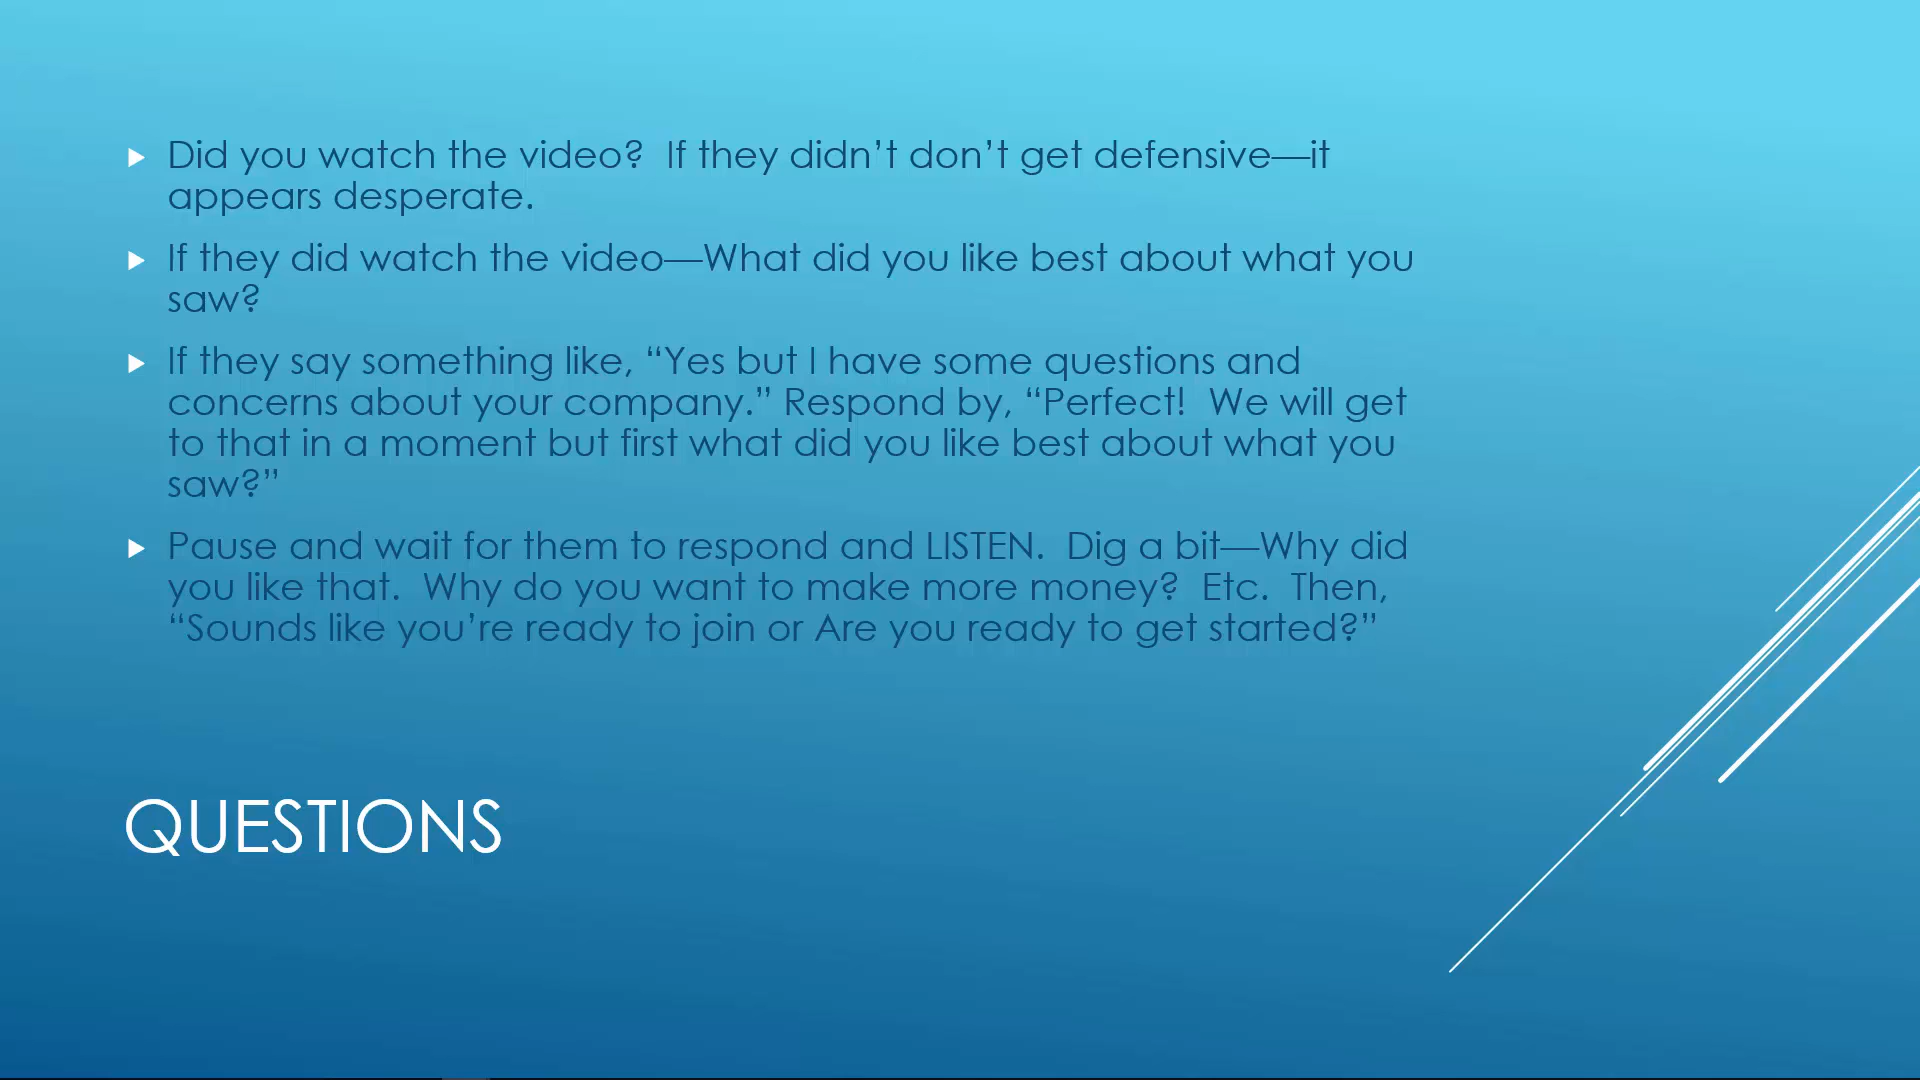 Did you watch the video?  If they didn’t don’t get defensive—it
appears desperate.
If they did watch the video—What did you like best about what you
saw?
If they say something like, “Yes but I have some questions and
concerns about your company.” Respond by, “Perfect!  We will get
to that in a moment but first what did you like best about what you
saw?”
Pause and wait for them to respond and LISTEN.  Dig a bit—Why did
you like that.  Why do you want to make more money?  Etc.  Then,
“Sounds like you’re ready to join or Are you ready to get started?”
QUESTIONS